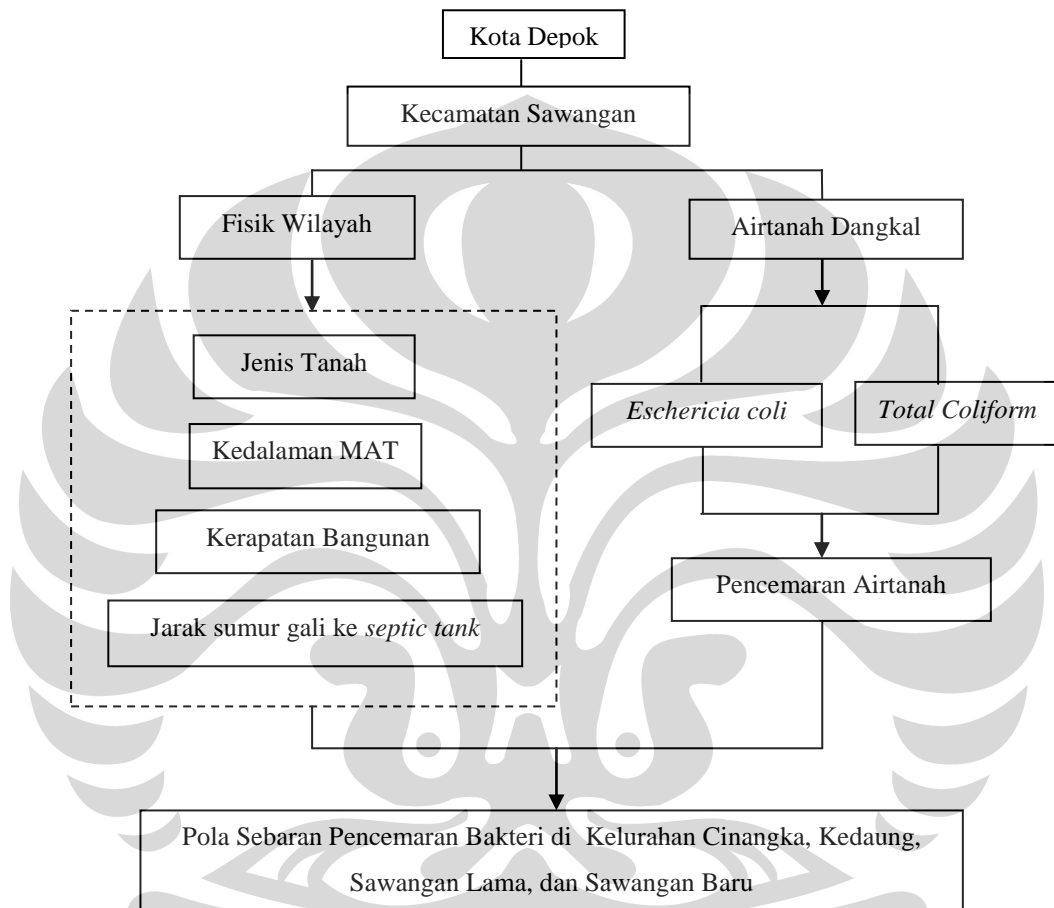 Kota Depok
Kecamatan Sawangan
Fisik Wilayah
Airtanah Dangkal
Jenis Tanah
Kedalaman MAT
Kerapatan Bangunan
Jarak sumur gali ke septic tank
Eschericia coli
Total Coliform
Pencemaran Airtanah
Pola Sebaran Pencemaran Bakteri di Kelurahan Cinangka, Kedaung,
Sawangan Lama, dan Sawangan Baru